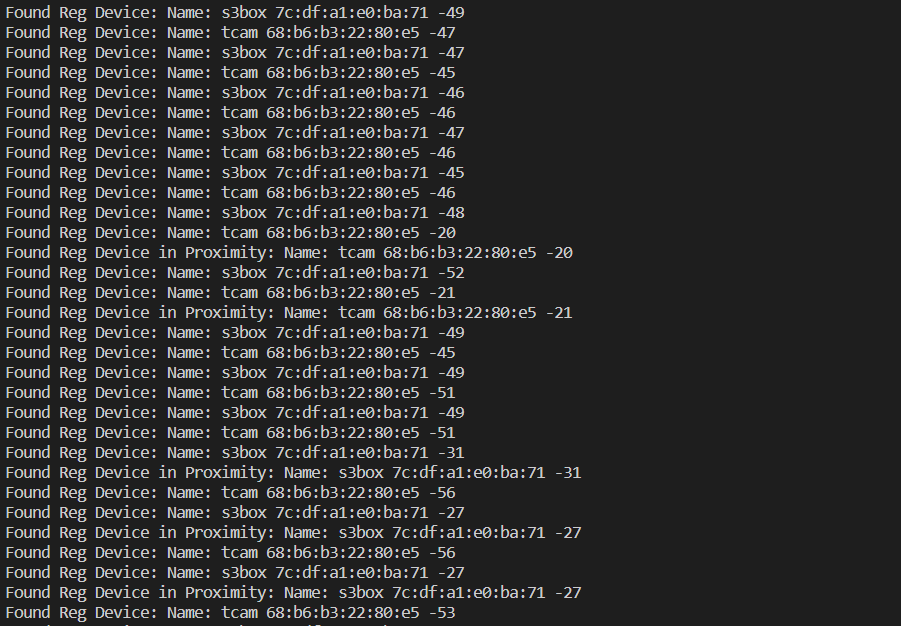 Found Reg Device: Name: s3box 7c:df:a1:e0:ba:71 -49
Found Reg Device: Name: tcam 68:b6:b3:22:80:e5 -47
Found Reg Device: Name: s3box 7c:df:a1:e0:ba:71 -47
Found Reg Device: Name: tcam 68:b6:b3:22:80:e5 -45
Found Reg Device: Name: s3box 7c:df:a1:e0:ba:71 -46
Found Reg Device: Name: tcam 68:b6:b3:22:80:e5 -46
Found Reg Device: Name: s3box 7c:df:a1:e0:ba:71 -47
Found Reg Device: Name: tcam 68:b6:b3:22:80:e5 -46
Found Reg Device: Name: s3box 7c:df:a1:e0:ba:71 -45
Found Reg Device: Name: tcam 68:b6:b3:22:80:e5 -46
Found Reg Device: Name: s3box 7c:df:a1:e0:ba:71 -48
Found Reg Device: Name: tcam 68:b6:b3:22:80:e5 -20
Found Reg Device in Proximity: Name: tcam 68:b6:b3:22:80:e5 -20
Found Reg Device: Name: s3box 7c:df:a1:e0:ba:71 -52
Found Reg Device: Name: tcam 68:b6:b3:22:80:e5 -21
Found Reg Device in Proximity: Name: tcam 68:b6:b3:22:80:e5 -21
Found Reg Device: Name: s3box 7c:df:a1:e0:ba:71 -49
Found Reg Device: Name: tcam 68:b6:b3:22:80:e5 -45
Found Reg Device: Name: s3box 7c:df:a1:e0:ba:71 -49
Found Reg Device: Name: tcam 68:b6:b3:22:80:e5 -51
Found Reg Device: Name: s3box 7c:df:a1:e0:ba:71 -49
Found Reg Device: Name: tcam 68:b6:b3:22:80:e5 -51
Found Reg Device: Name: s3box 7c:df:a1:e0:ba:71 -31
Found Reg Device in Proximity: Name: s3box 7c:df:a1:e0:ba:71 -31
Found Reg Device: Name: tcam 68:b6:b3:22:80:e5 -56
Found Reg Device: Name: s3box 7c:df:a1:e0:ba:71 -27
Found Reg Device in Proximity: Name: s3box 7c:df:a1:e0:ba:71 -27
Found Reg Device: Name: tcam 68:b6:b3:22:80:e5 -56
Found Reg Device: Name: s3box 7c:df:a1:e0:ba:71 -27
Found Reg Device in Proximity: Name: s3box 7c:df:a1:e0:ba:71 -27
Found Reg Device: Name: tcam 68:b6:b3:22:80:e5 -53